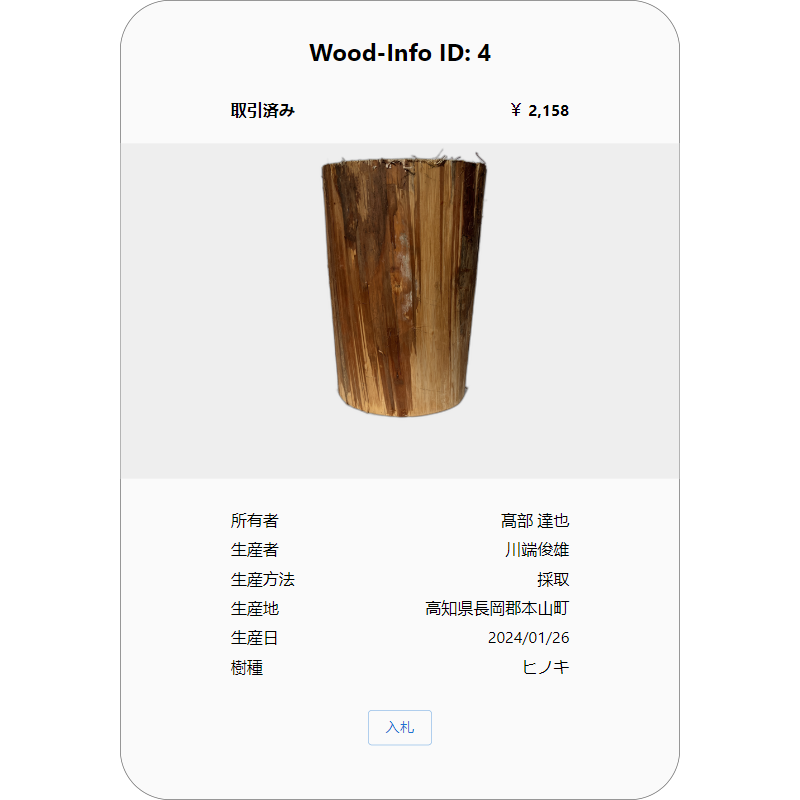 Wood-Info ID: 4
取引済み ￥ 2,158
所有者 髙部 達也
生産者 川端俊雄
生産方法 採取
生産地 高知県長岡郡本山町
生産日 2024/01/26
樹種 ヒノキ
入札